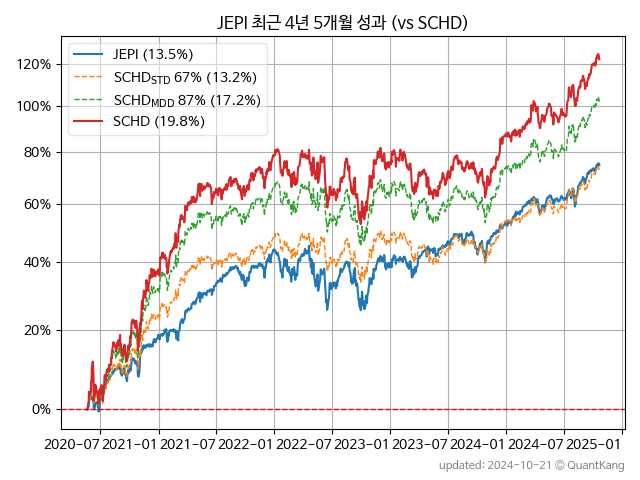 JEPI 최근 4년 5개월 성과 (vs SCHD)
JEPI (13.5%)
SCHD_STD 67% (13.2%)
SCHD_MDD 87% (17.2%)
SCHD (19.8%)
120%
100%
80%
60%
40%
20%
0%
2020-07 2021-01 2021-07 2022-01 2022-07 2023-01 2023-07 2024-01 2024-07 2025-01
updated: 2024-10-21 © QuantKang